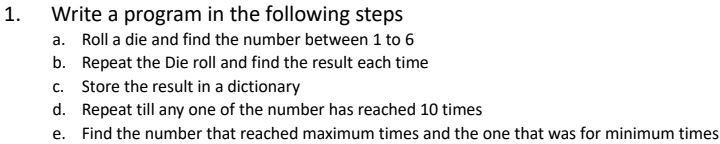 1. Write a program in the following steps
a. Roll a die and find the number between 1 to 6
b. Repeat the Die roll and find the result each time
c. Store the result in a dictionary
d. Repeat till any one of the number has reached 10 times
e. Find the number that reached maximum times and the one that was for minimum times